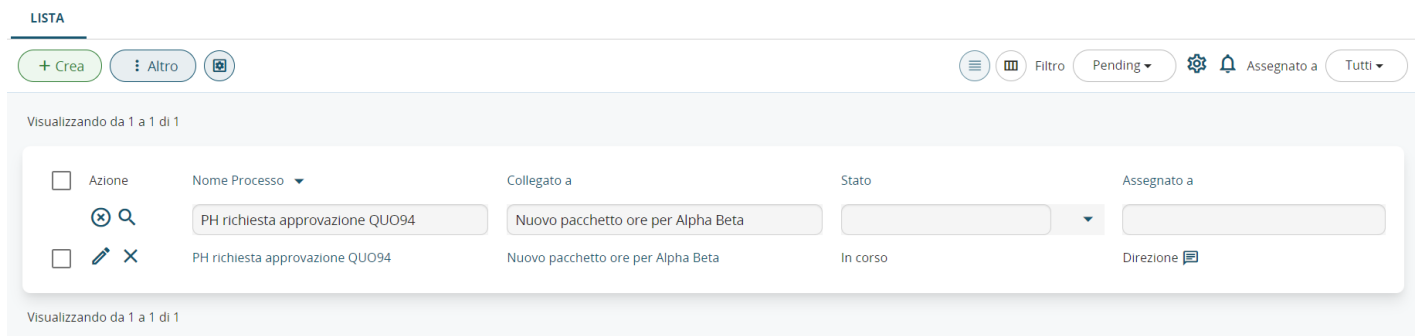 LISTA
+ Crea Altro Filtro Pending Assegnato a Tutti
Visualizzando da 1 a 1 di 1
Azione Nome Processo Collegato a Stato Assegnato a
PH richiesta approvazione QUO94 Nuovo pacchetto ore per Alpha Beta
PH richiesta approvazione QUO94 Nuovo pacchetto ore per Alpha Beta In corso Direzione
Visualizzando da 1 a 1 di 1